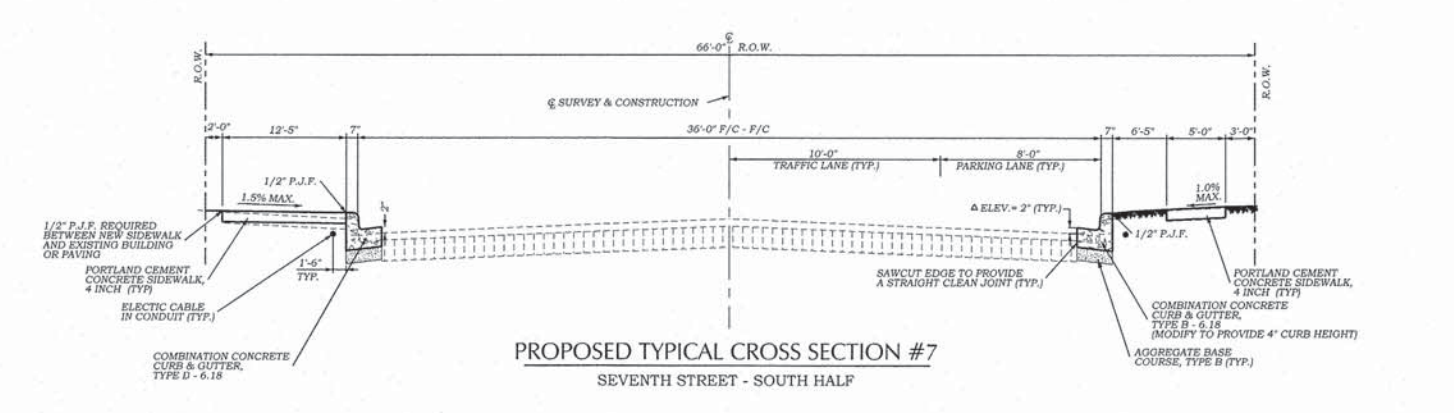 ℄
66'-0" R.O.W.
R.O.W.
R.O.W.
℄ SURVEY & CONSTRUCTION
2'-0"
12'-5"
7"
36'-0" F/C - F/C
7"
6'-5"
5'-0"
3'-0"
10'-0"
TRAFFIC LANE (TYP.)
8'-0"
PARKING LANE (TYP.)
1/2" P.J.F.
1.5% MAX.
2"
Δ ELEV.= 2" (TYP.)
1.0%
MAX.
1/2" P.J.F. REQUIRED
BETWEEN NEW SIDEWALK
AND EXISTING BUILDING
OR PAVING
1/2" P.J.F.
PORTLAND CEMENT
CONCRETE SIDEWALK,
4 INCH (TYP)
1'-6"
TYP.
SAWCUT EDGE TO PROVIDE
A STRAIGHT CLEAN JOINT (TYP.)
PORTLAND CEMENT
CONCRETE SIDEWALK,
4 INCH (TYP)
ELECTIC CABLE
IN CONDUIT (TYP.)
COMBINATION CONCRETE
CURB & GUTTER,
TYPE B - 6.18
(MODIFY TO PROVIDE 4" CURB HEIGHT)
COMBINATION CONCRETE
CURB & GUTTER,
TYPE D - 6.18
AGGREGATE BASE
COURSE, TYPE B (TYP.)
PROPOSED TYPICAL CROSS SECTION #7
SEVENTH STREET - SOUTH HALF